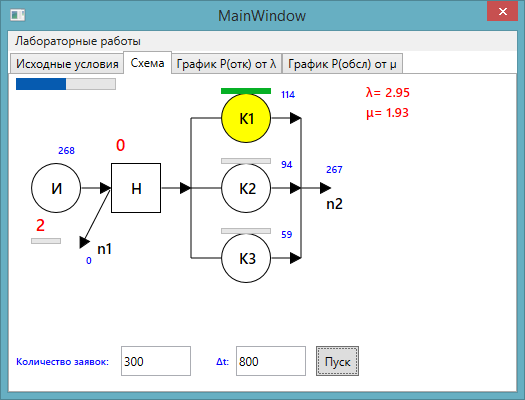 MainWindow
Лабораторные работы
Исходные условия Схема График P(отк) от λ График P(обсл) от μ
λ= 2.95
μ= 1.93
114
К1
268
0
94
267
И
Н
К2
n2
2
n1
0
59
К3
Количество заявок: 300 Δt: 800 Пуск